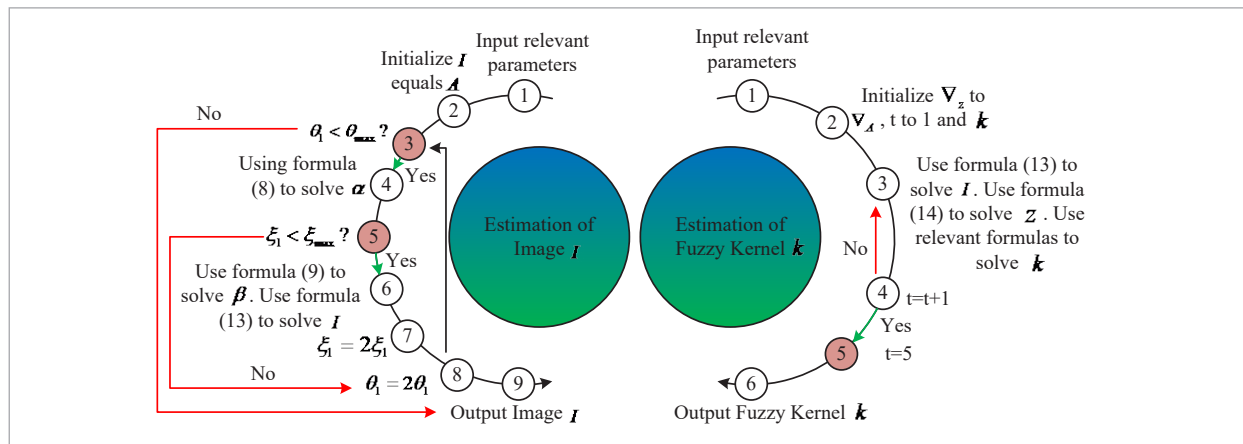 Input relevant
parameters
1
Initialize I
equals A
2
No
θ₁ < θmax ?
3
Using formula
(8) to solve α
4
Yes
ξ₁ < ξmax ?
5
Yes
Use formula (9) to
solve β. Use formula
(13) to solve I
6
ξ₁ = 2ξ₁
7
No
θ₁ = 2θ₁
8
9
Output Image I
Estimation of
Image I
Input relevant
parameters
1
Initialize ∇z to
∇A, t to 1 and k
2
Use formula (13) to
solve I. Use formula
(14) to solve z. Use
relevant formulas to
solve k
3
No
4
t=t+1
Yes
t=5
5
6
Output Fuzzy Kernel k
Estimation of
Fuzzy Kernel k